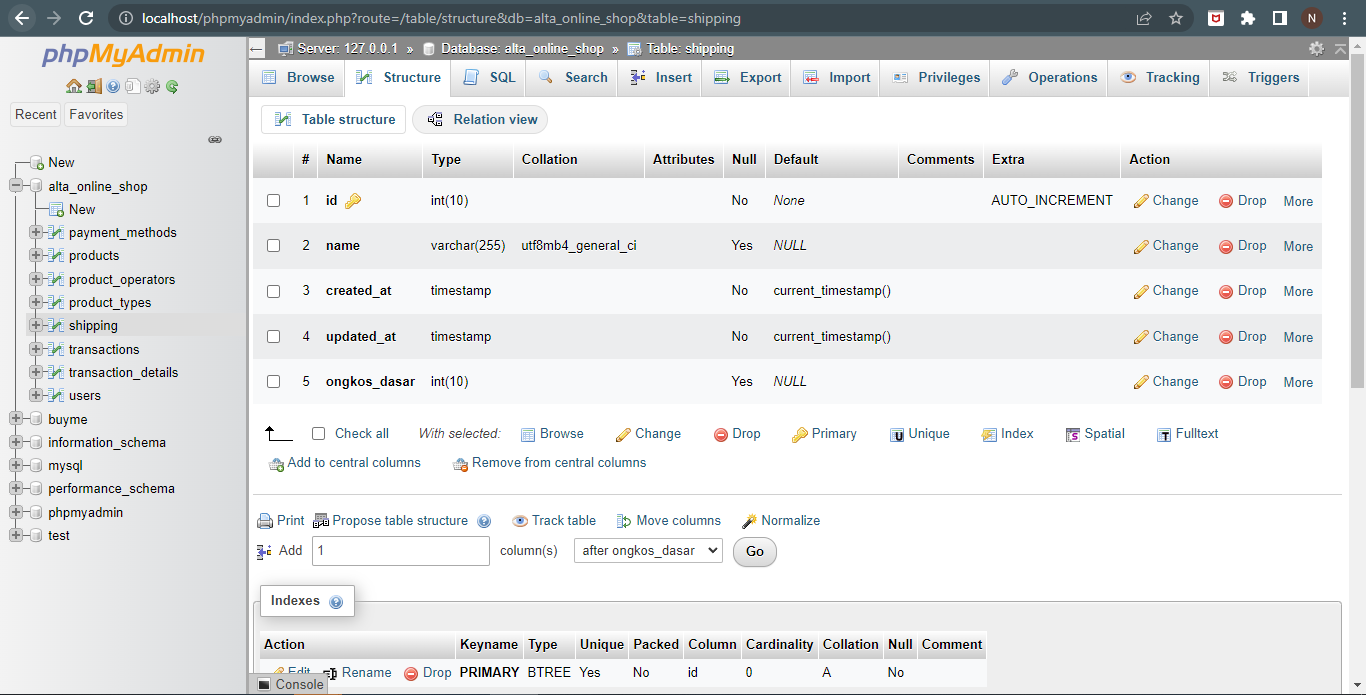 localhost/phpmyadmin/index.php?route=/table/structure&db=alta_online_shop&table=shipping
N
phpMyAdmin
Recent Favorites
New
alta_online_shop
New
payment_methods
products
product_operators
product_types
shipping
transactions
transaction_details
users
buyme
information_schema
mysql
performance_schema
phpmyadmin
test
Server: 127.0.0.1 » Database: alta_online_shop » Table: shipping
Browse Structure SQL Search Insert Export Import Privileges Operations Tracking Triggers
Table structure Relation view
# Name Type Collation Attributes Null Default Comments Extra Action
1 id int(10) No None AUTO_INCREMENT Change Drop More
2 name varchar(255) utf8mb4_general_ci Yes NULL Change Drop More
3 created_at timestamp No current_timestamp() Change Drop More
4 updated_at timestamp No current_timestamp() Change Drop More
5 ongkos_dasar int(10) Yes NULL Change Drop More
Check all With selected: Browse Change Drop Primary Unique Index Spatial Fulltext
Add to central columns Remove from central columns
Print Propose table structure Track table Move columns Normalize
Add 1 column(s) after ongkos_dasar Go
Indexes
Action Keyname Type Unique Packed Column Cardinality Collation Null Comment
Edit Rename Drop PRIMARY BTREE Yes No id 0 A No
Console